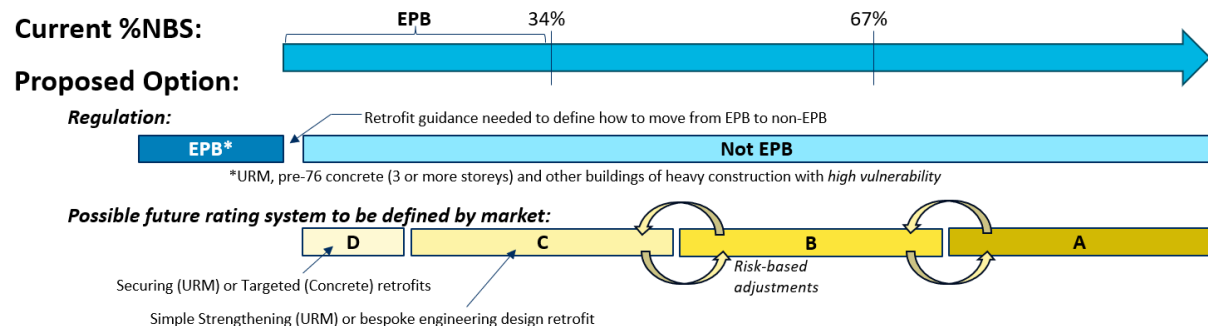 Current %NBS:
EPB
34%
67%
Proposed Option:
Regulation:
Retrofit guidance needed to define how to move from EPB to non-EPB
EPB*
Not EPB
*URM, pre-76 concrete (3 or more storeys) and other buildings of heavy construction with high vulnerability
Possible future rating system to be defined by market:
D
C
B
A
Risk-based
adjustments
Securing (URM) or Targeted (Concrete) retrofits
Simple Strengthening (URM) or bespoke engineering design retrofit